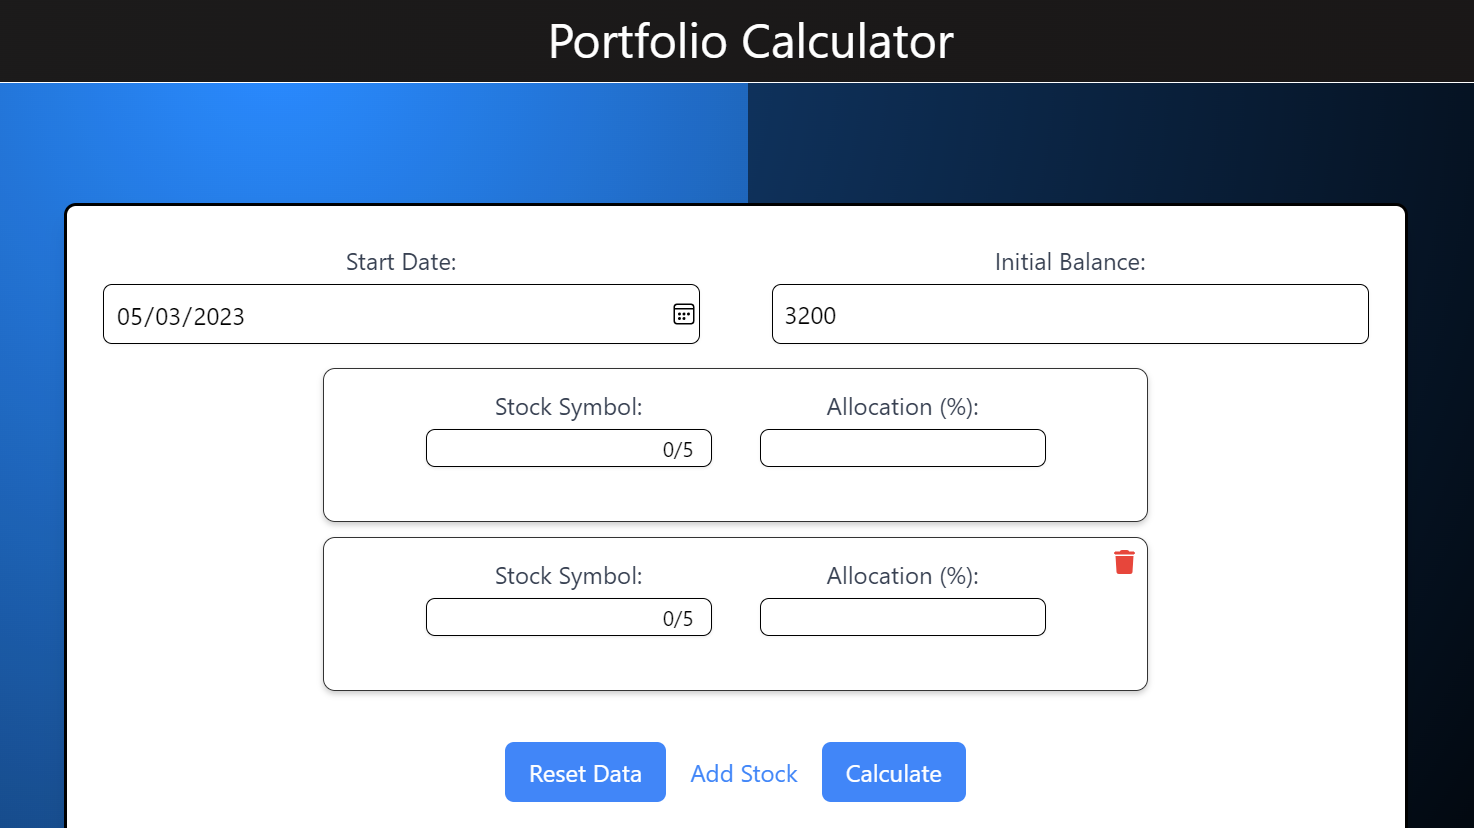 Portfolio Calculator
Start Date: Initial Balance:
05/03/2023 3200
Stock Symbol: Allocation (%):
0/5
Stock Symbol: Allocation (%):
0/5
Reset Data Add Stock Calculate